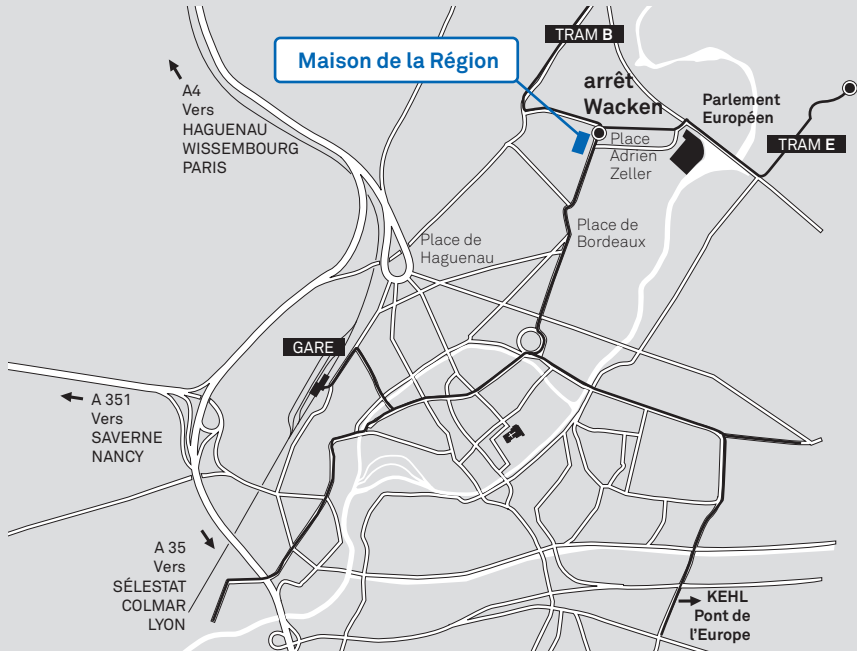 TRAM B
Maison de la Région
A4
Vers
HAGUENAU
WISSEMBOURG
PARIS
arrêt
Wacken
Parlement
Européen
TRAM E
Place
Adrien
Zeller
Place de
Bordeaux
Place de
Haguenau
GARE
A 351
Vers
SAVERNE
NANCY
A 35
Vers
SÉLESTAT
COLMAR
LYON
KEHL
Pont de
l'Europe